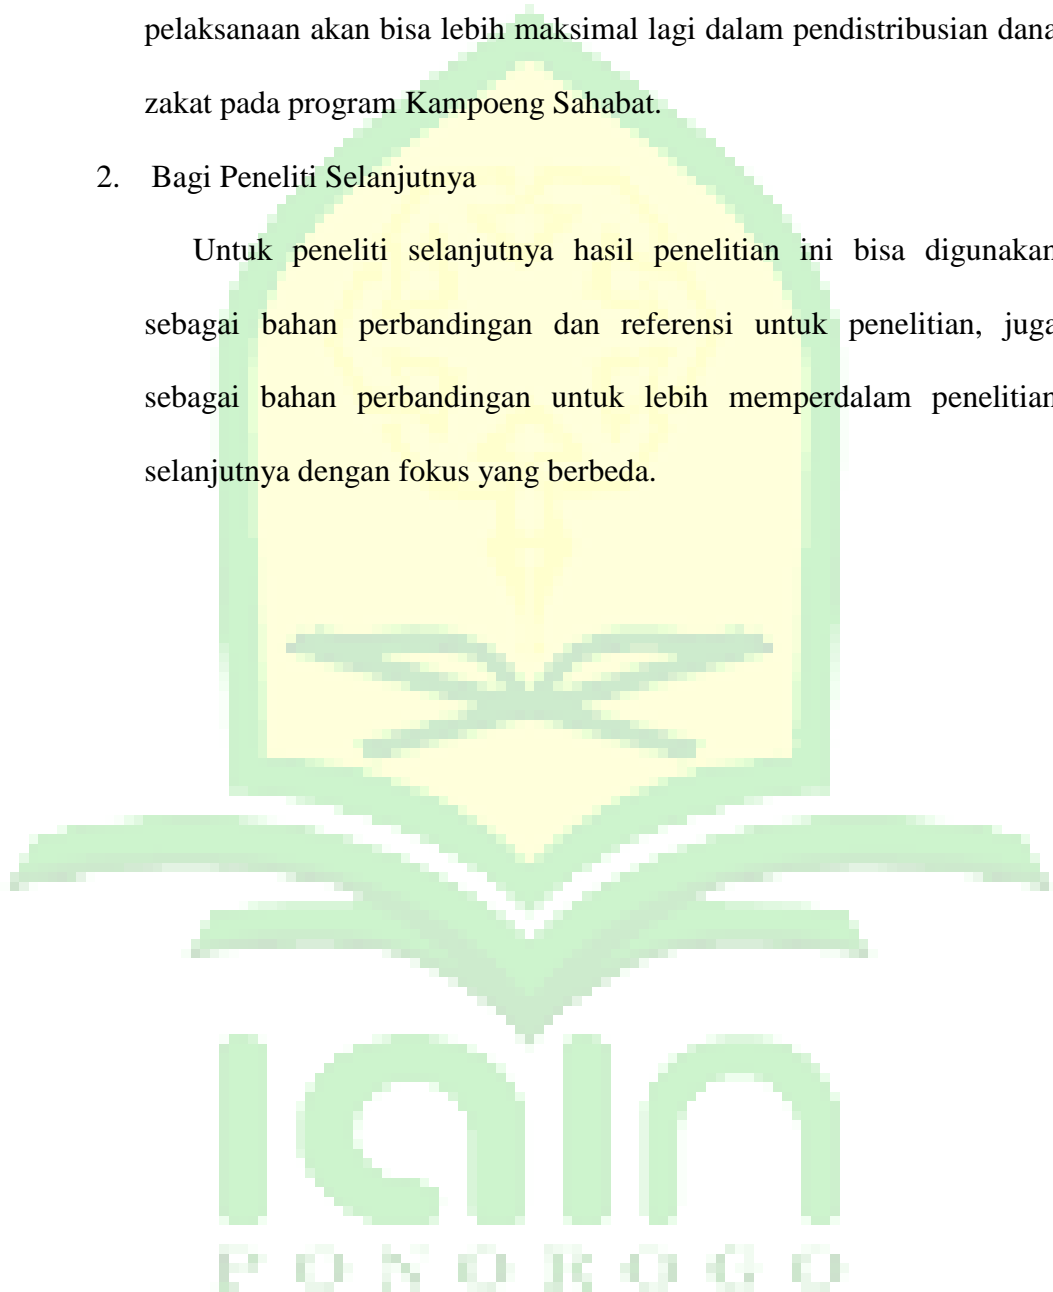 pelaksanaan akan bisa lebih maksimal lagi dalam pendistribusian dana
zakat pada program Kampoeng Sahabat.
2. Bagi Peneliti Selanjutnya
Untuk peneliti selanjutnya hasil penelitian ini bisa digunakan
sebagai bahan perbandingan dan referensi untuk penelitian, juga
sebagai bahan perbandingan untuk lebih memperdalam penelitian
selanjutnya dengan fokus yang berbeda.
iain
PONOROGO